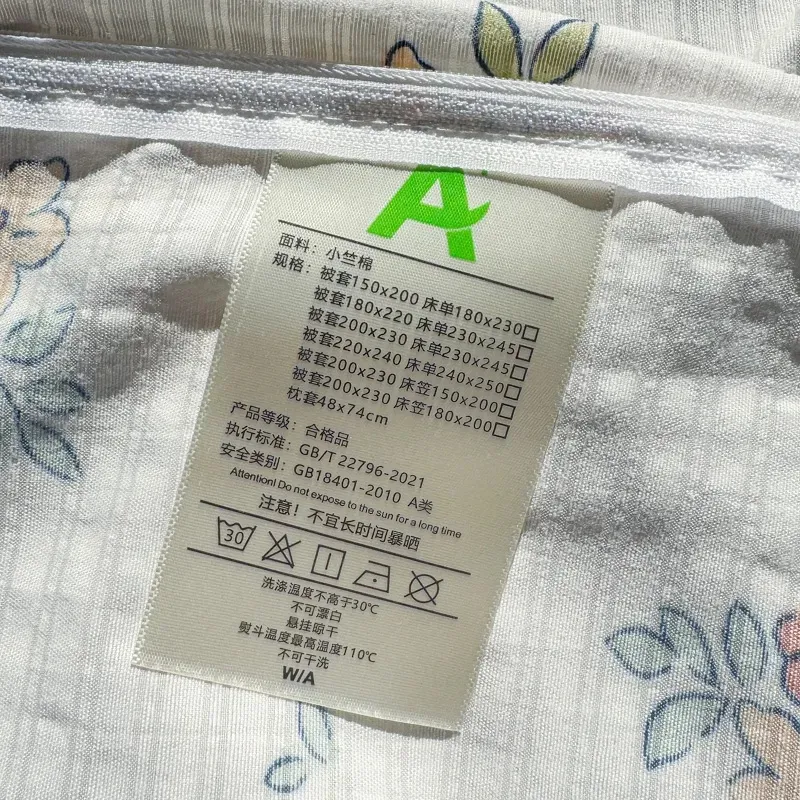 A
面料：小竺棉
规格：被套150x200 床单180x230□
被套180x220 床单230x245□
被套200x230 床单230x245□
被套220x240 床单240x250□
被套200x230 床笠150x200□
被套200x230 床笠180x200□
枕套48x74cm
产品等级：合格品
执行标准：GB/T 22796-2021
安全类别：GB18401-2010 A类
Attentionl Do not expose to the sun for a long time
注意！不宜长时间暴晒
30
洗涤温度不高于30℃
不可漂白
悬挂晾干
熨斗温度最高温度110℃
不可干洗
W/A